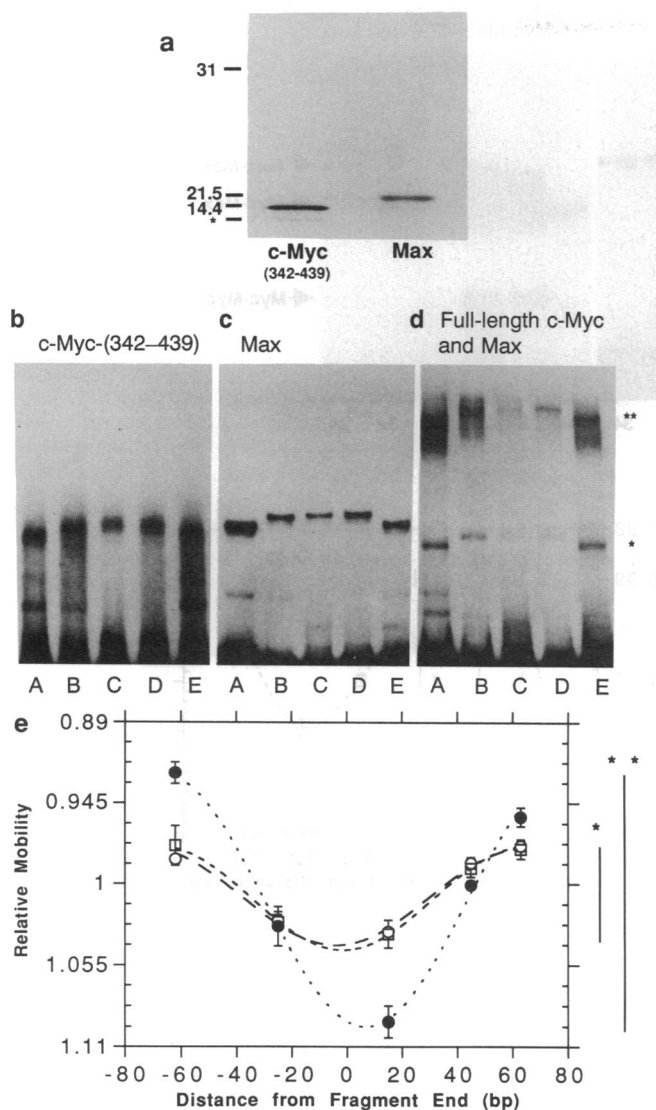 a
31
21.5
14.4
*
c-Myc
(342-439)
Max
b
c-Myc-(342–439)
c
Max
d Full-length c-Myc
and Max
**
*
A B C D E
A B C D E
A B C D E
e
0.89
0.945
1
1.055
1.11
Relative Mobility
-80 -60 -40 -20 0 20 40 60 80
Distance from Fragment End (bp)
*
* *